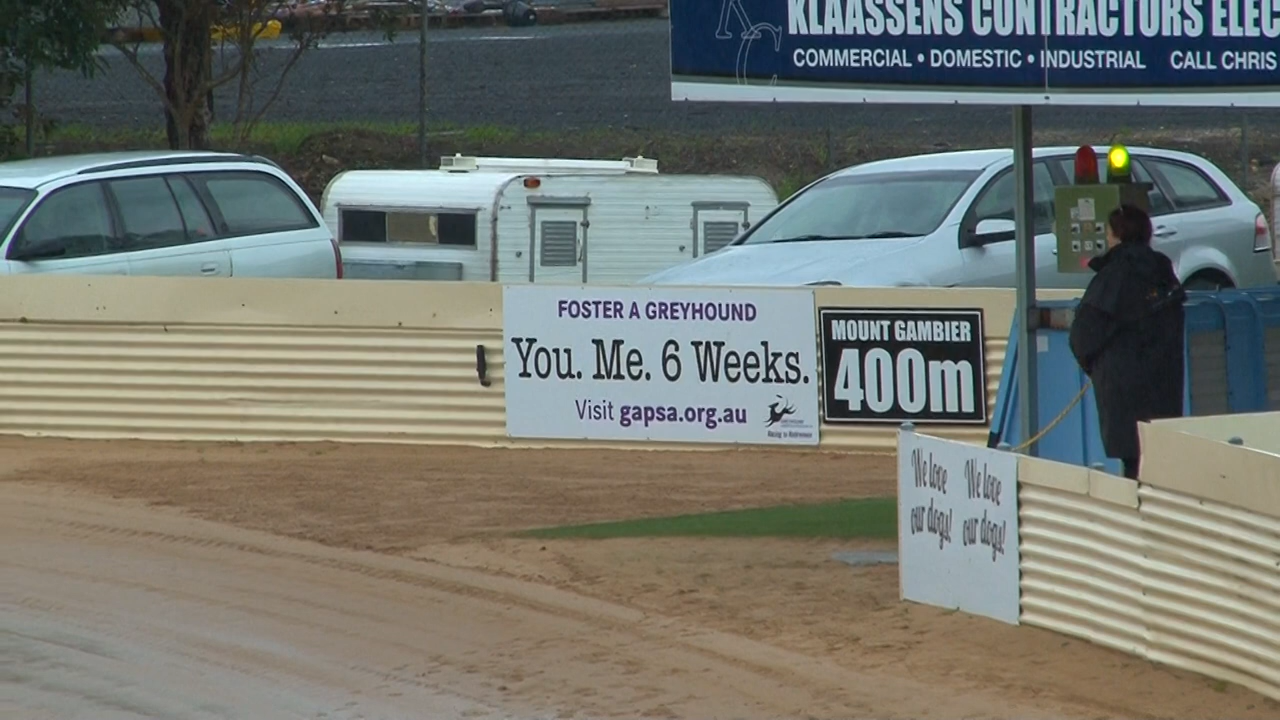 KLAASSENS CONTRACTORS ELEC
COMMERCIAL • DOMESTIC • INDUSTRIAL CALL CHRIS
FOSTER A GREYHOUND
You. Me. 6 Weeks.
Visit gapsa.org.au
MOUNT GAMBIER
400m
We love
our dogs!
We love
our dogs!